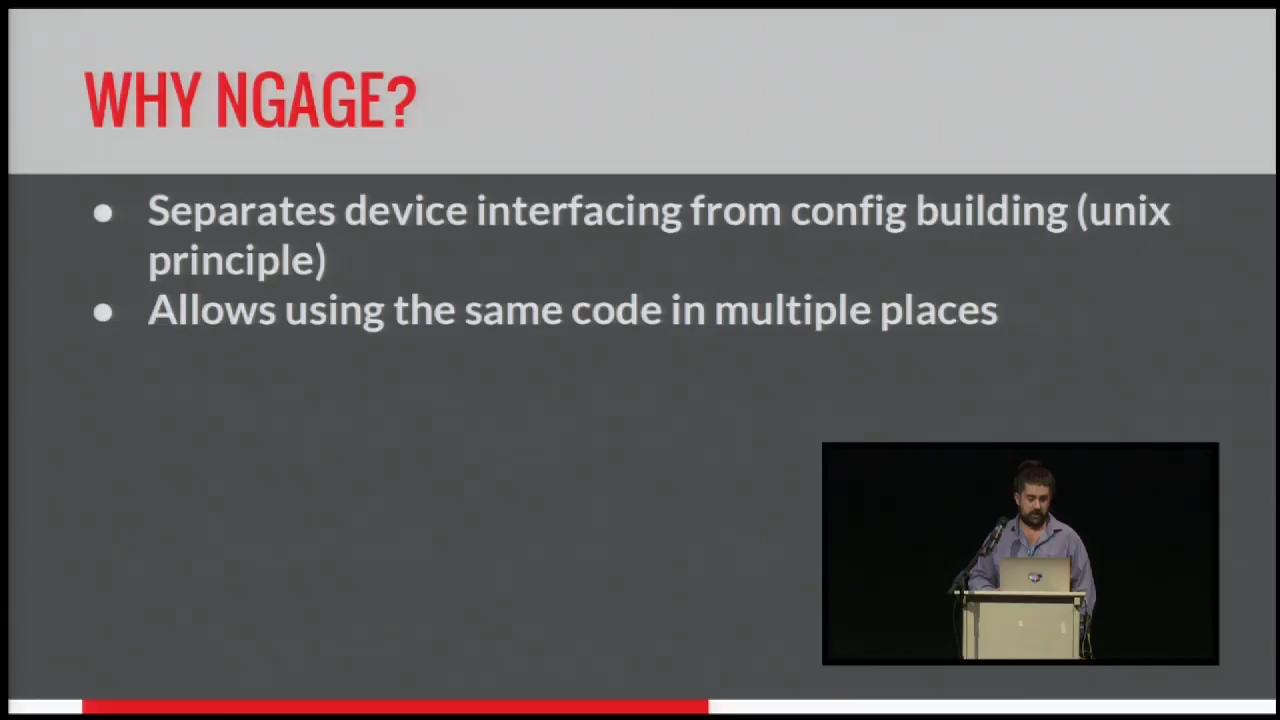 WHY NGAGE?
● Separates device interfacing from config building (unix
principle)
● Allows using the same code in multiple places